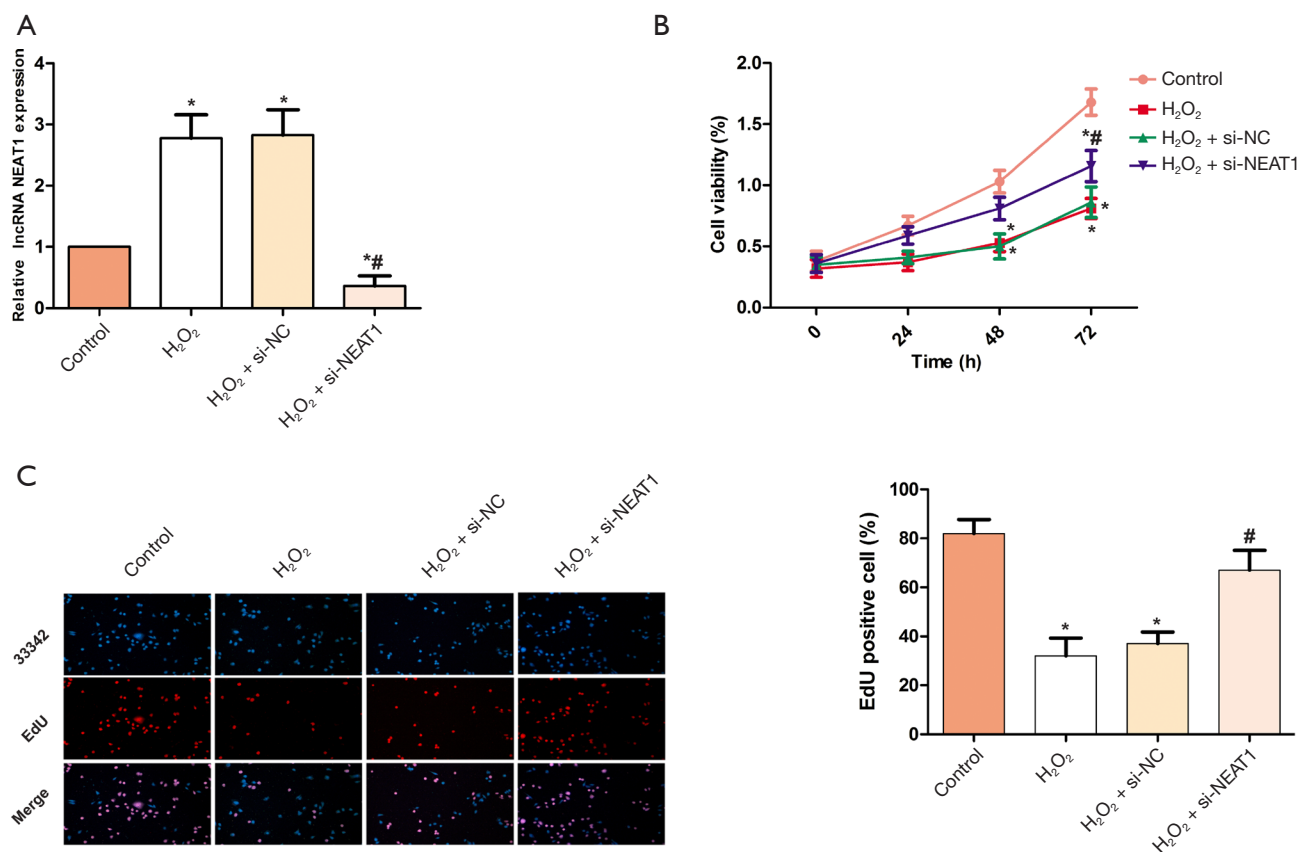 A
Relative lncRNA NEAT1 expression
4
3
2
1
0
*
*
*#
Control
H₂O₂
H₂O₂ + si-NC
H₂O₂ + si-NEAT1
B
Cell viability (%)
2.0
1.5
1.0
0.5
0.0
*#
*
*
*
*
0
24
48
72
Time (h)
Control
H₂O₂
H₂O₂ + si-NC
H₂O₂ + si-NEAT1
C
Control
H₂O₂
H₂O₂ + si-NC
H₂O₂ + si-NEAT1
33342
EdU
Merge
EdU positive cell (%)
100
80
60
40
20
0
*
*
#
Control
H₂O₂
H₂O₂ + si-NC
H₂O₂ + si-NEAT1